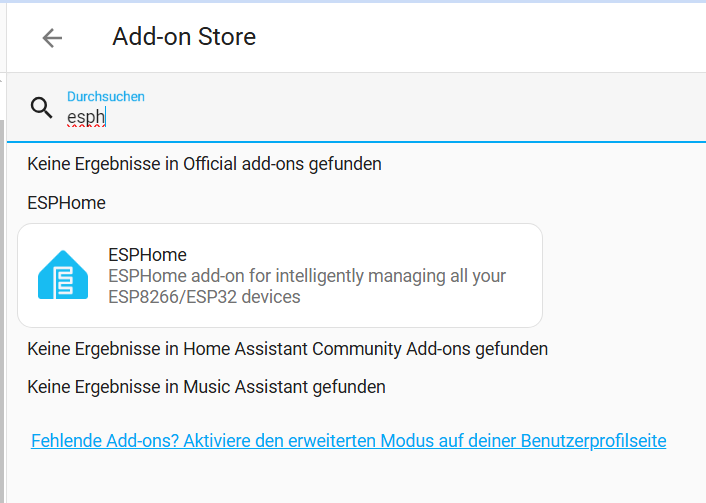 Add-on Store
Durchsuchen
esph
Keine Ergebnisse in Official add-ons gefunden
ESPHome
ESPHome
ESPHome add-on for intelligently managing all your
ESP8266/ESP32 devices
Keine Ergebnisse in Home Assistant Community Add-ons gefunden
Keine Ergebnisse in Music Assistant gefunden
Fehlende Add-ons? Aktiviere den erweiterten Modus auf deiner Benutzerprofilseite